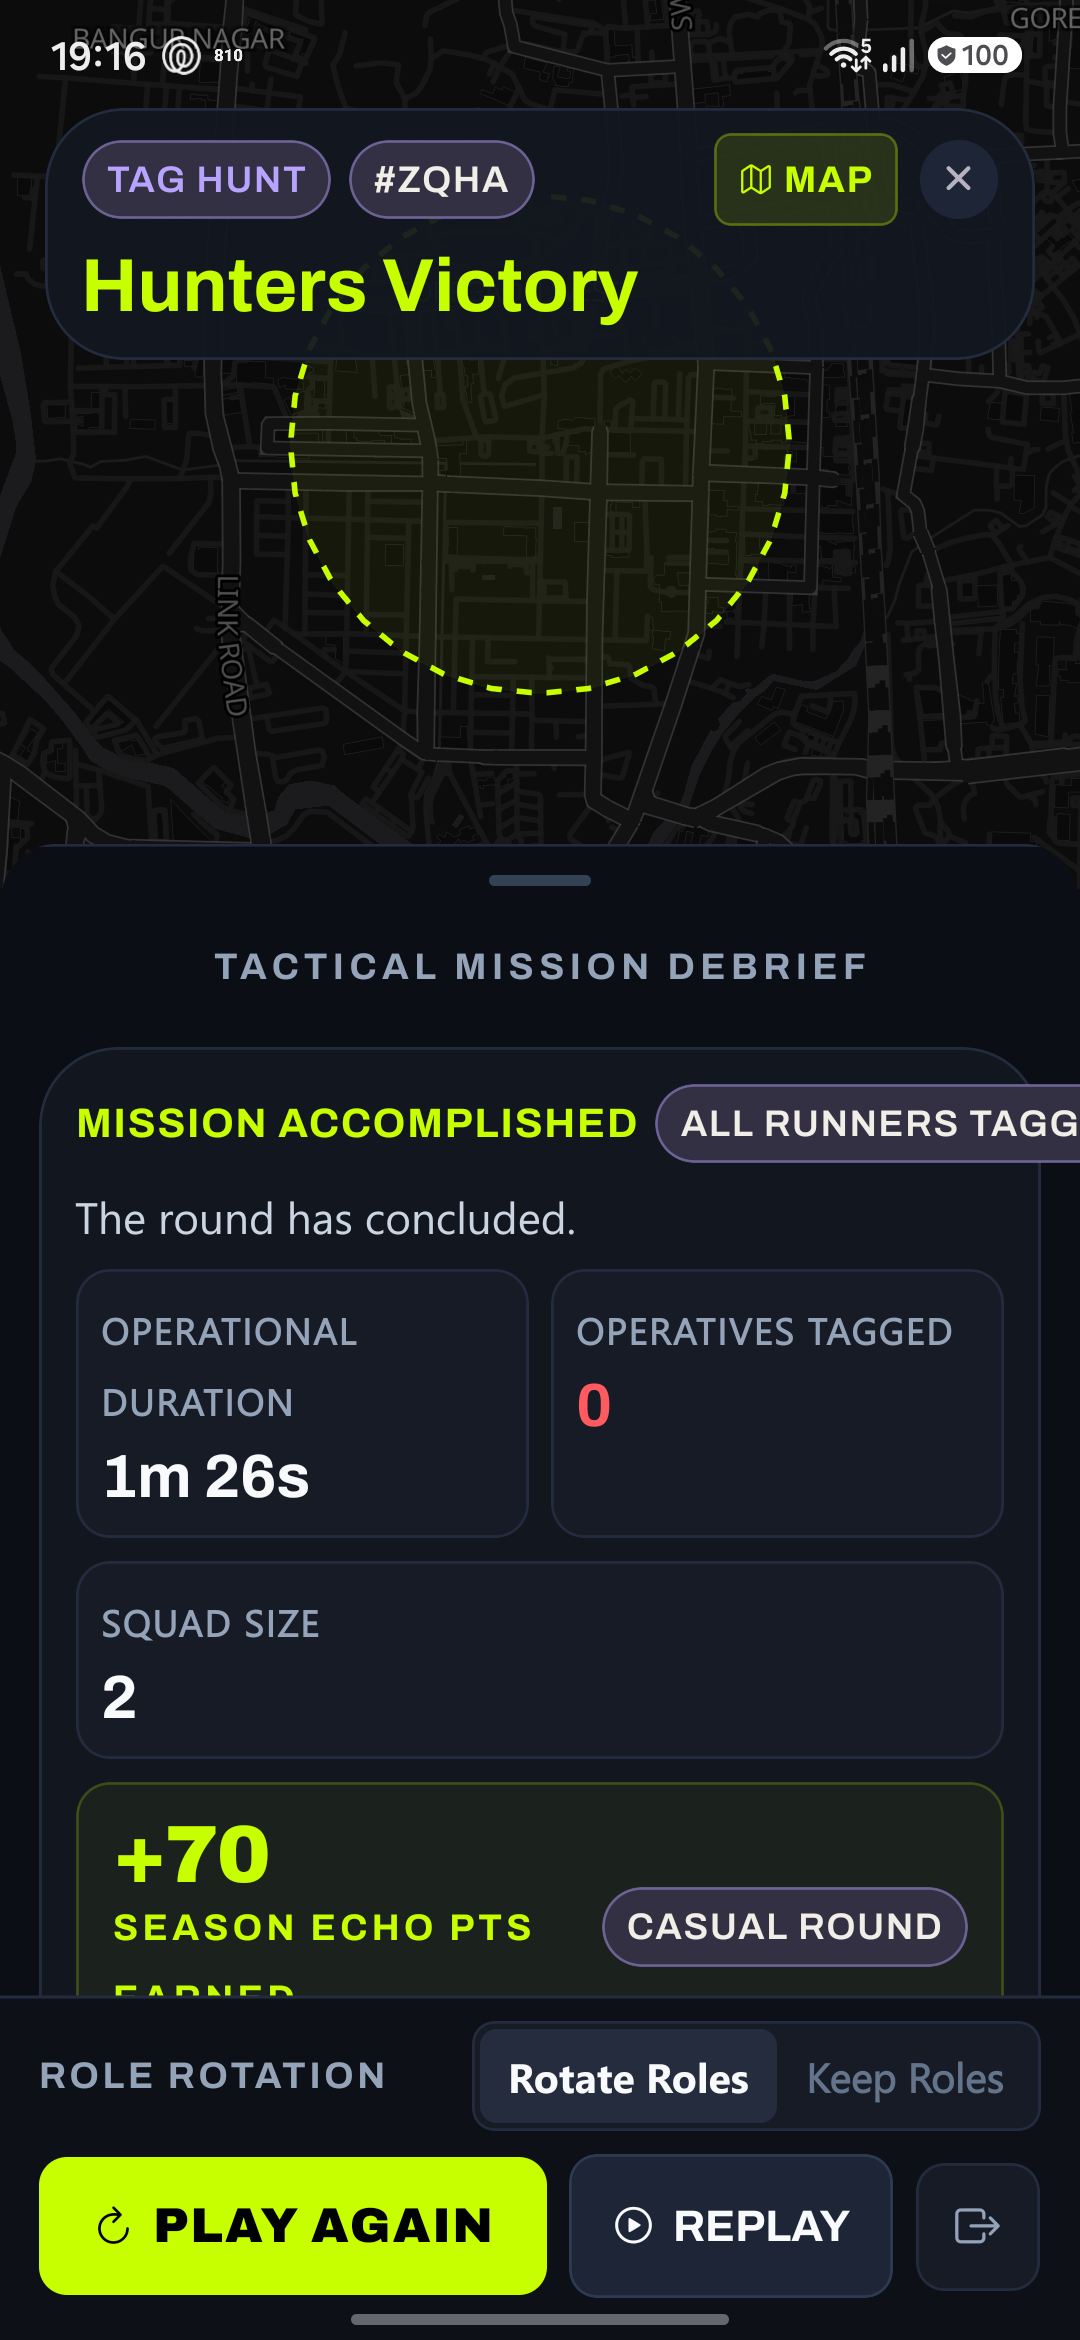 BANGUR NAGAR
GORE
19:16
810
5
100
TAG HUNT
#ZQHA
MAP
Hunters Victory
LINK ROAD
TACTICAL MISSION DEBRIEF
MISSION ACCOMPLISHED
ALL RUNNERS TAGG
The round has concluded.
OPERATIONAL
DURATION
1m 26s
OPERATIVES TAGGED
0
SQUAD SIZE
2
+70
SEASON ECHO PTS
EARNED
CASUAL ROUND
ROLE ROTATION
Rotate Roles
Keep Roles
PLAY AGAIN
REPLAY